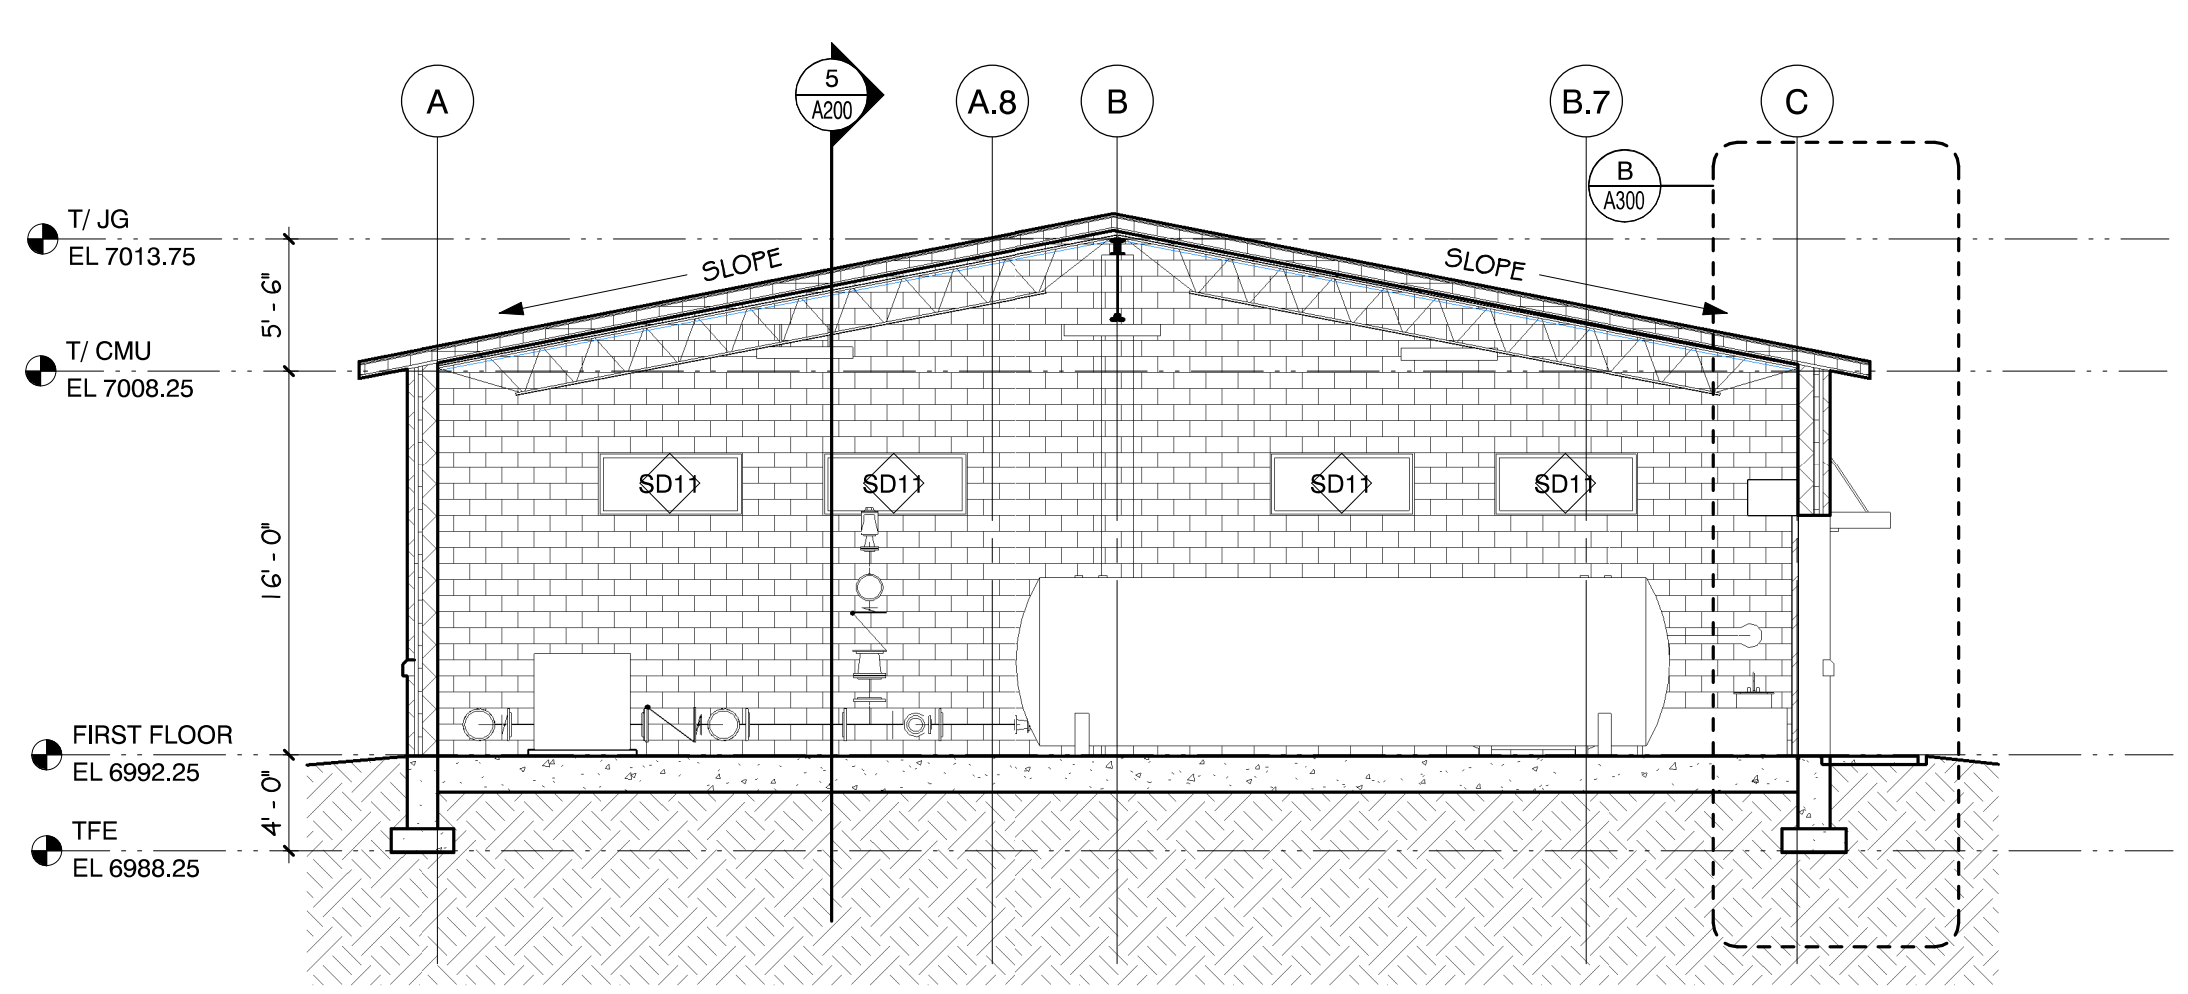 A
5
A200
A.8
B
B.7
C
B
A300
T/ JG
EL 7013.75
SLOPE
SLOPE
5' - 6"
T/ CMU
EL 7008.25
SD11
SD11
SD11
SD11
16' - 0"
FIRST FLOOR
EL 6992.25
4' - 0"
TFE
EL 6988.25